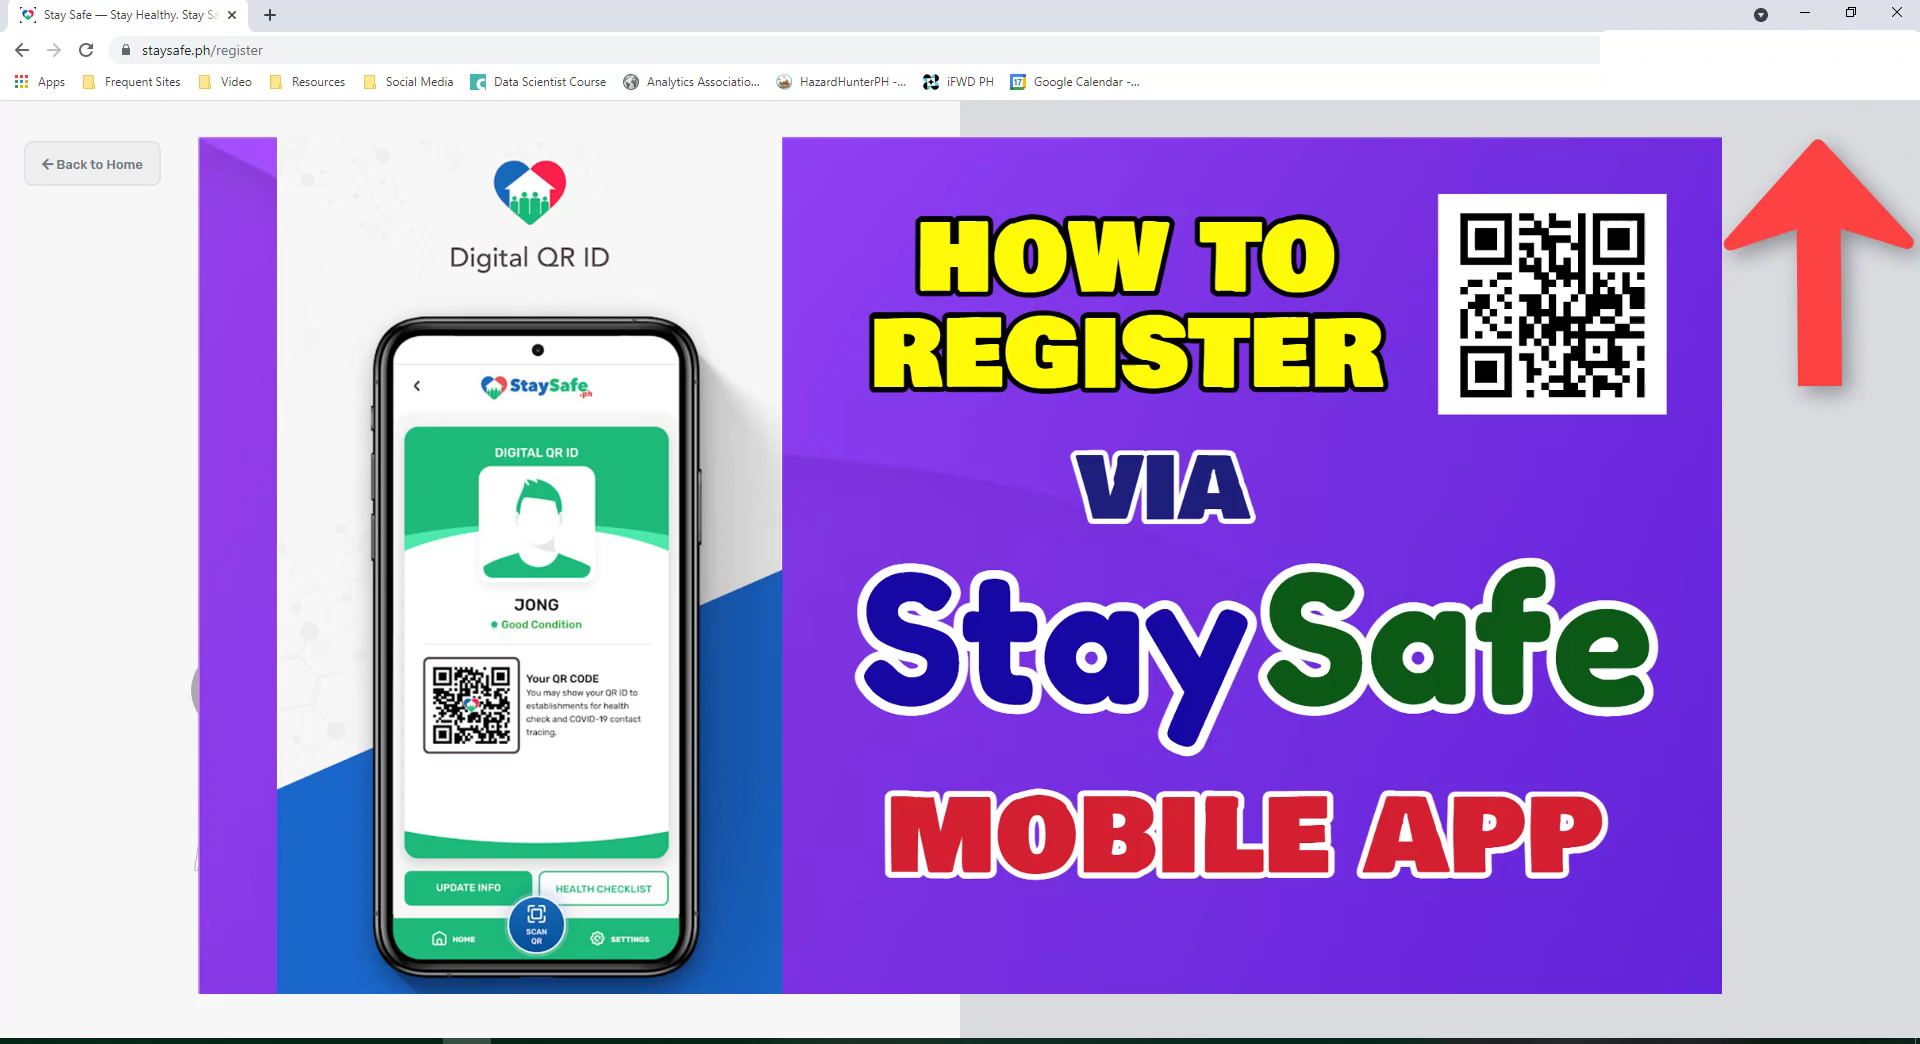 Stay Safe — Stay Healthy. Stay Sa
staysafe.ph/register
Apps
Frequent Sites
Video
Resources
Social Media
Data Scientist Course
Analytics Associatio...
HazardHunterPH -...
iFWD PH
17
Google Calendar -...
Back to Home
Digital QR ID
StaySafe
.ph
DIGITAL QR ID
JONG
Good Condition
Your QR CODE
You may show your QR ID to
establishments for health
check and COVID-19 contact
tracing.
UPDATE INFO
HEALTH CHECKLIST
HOME
SCAN
QR
SETTINGS
HOW TO
REGISTER
VIA
StaySafe
MOBILE APP